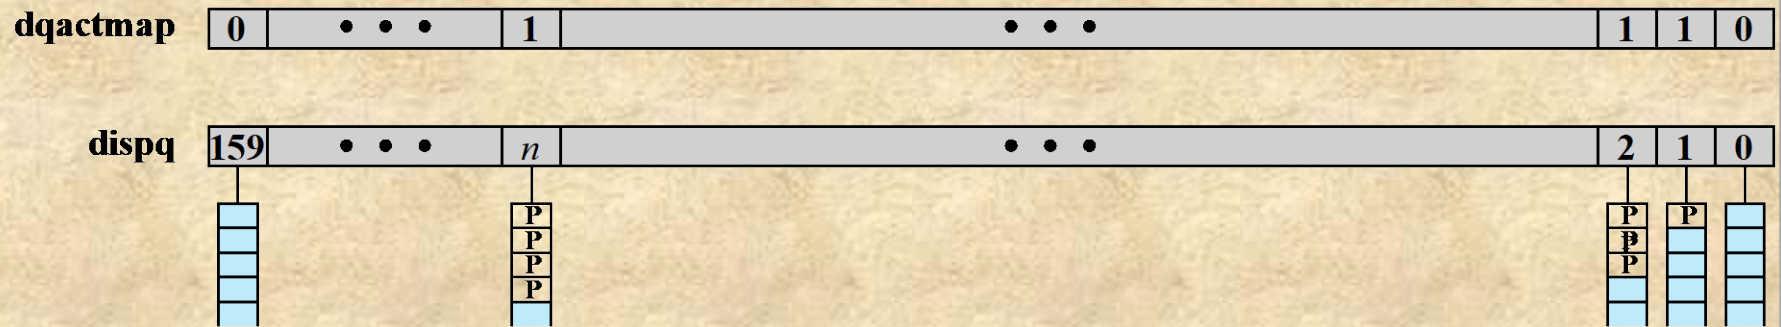 dqactmap 0 • • • 1 • • • 1 1 0
dispq 159 • • • n • • • 2 1 0
P P P
P P
P P
P